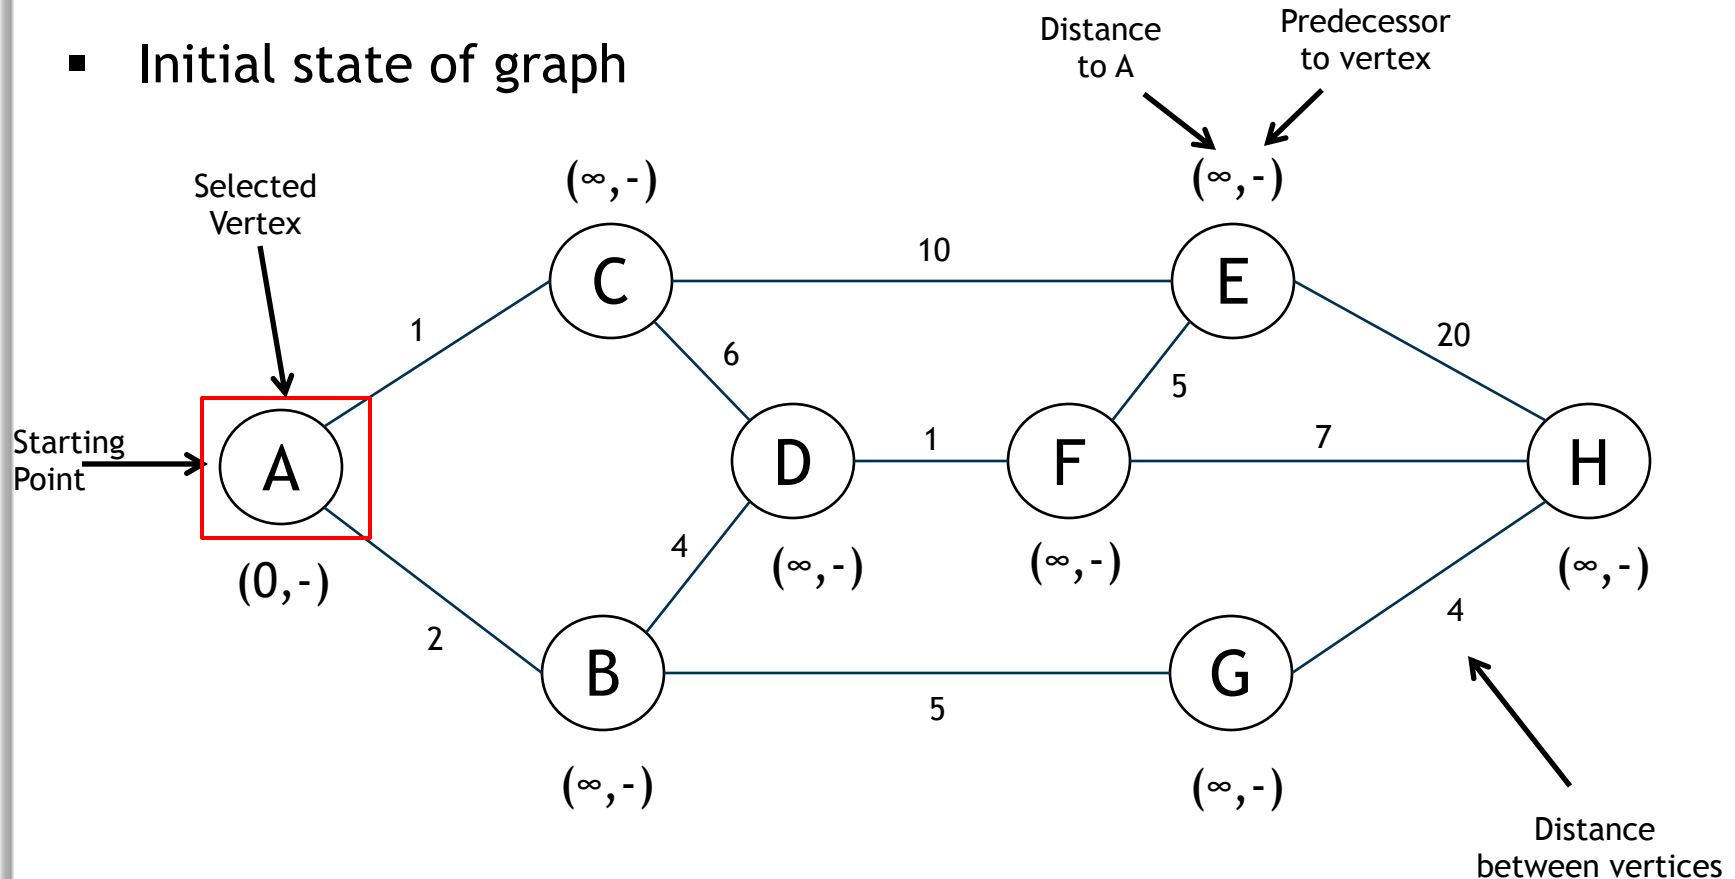 ▪ Initial state of graph
Distance
to A
Predecessor
to vertex
Selected
Vertex
(∞,-)
(∞,-)
C
10
E
1
6
20
5
Starting
Point
A
D
1
F
7
H
(0,-)
4
(∞,-)
(∞,-)
(∞,-)
2
4
B
5
G
(∞,-)
(∞,-)
Distance
between vertices